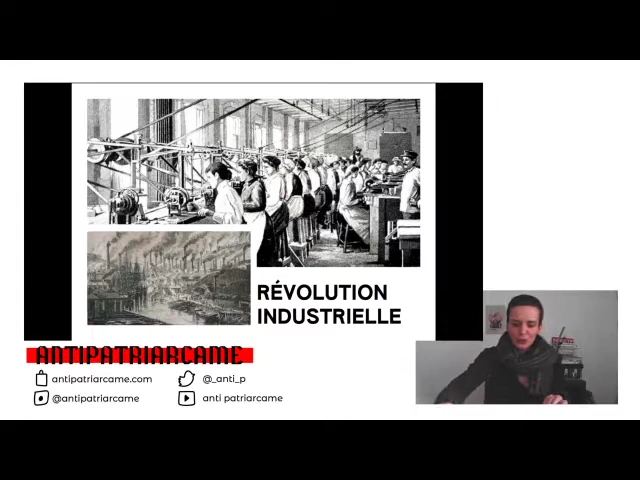 RÉVOLUTION
INDUSTRIELLE
ANTIPATRIARCAME
antipatriarcame.com
@_anti_p
@antipatriarcame
anti patriarcame